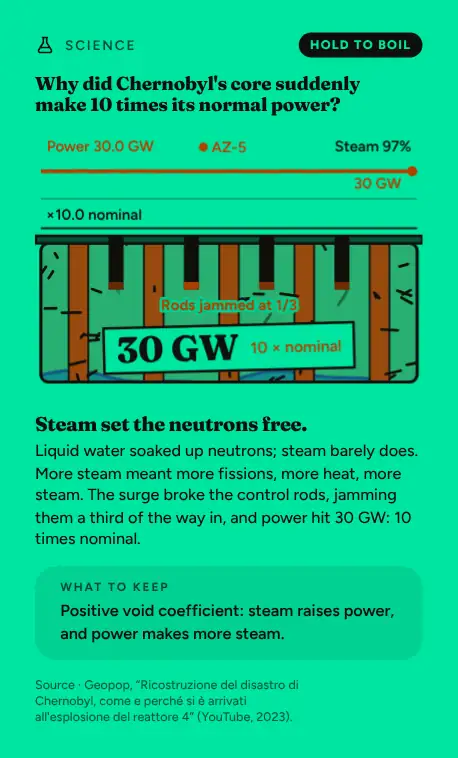 SCIENCE
HOLD TO BOIL
Why did Chernobyl's core suddenly
make 10 times its normal power?
Power 30.0 GW
AZ-5
Steam 97%
30 GW
×10.0 nominal
Rods jammed at 1/3
30 GW 10 × nominal
Steam set the neutrons free.
Liquid water soaked up neutrons; steam barely does.
More steam meant more fissions, more heat, more
steam. The surge broke the control rods, jamming
them a third of the way in, and power hit 30 GW: 10
times nominal.
WHAT TO KEEP
Positive void coefficient: steam raises power,
and power makes more steam.
Source · Geopop, “Ricostruzione del disastro di
Chernobyl, come e perché si è arrivati
all'esplosione del reattore 4” (YouTube, 2023).